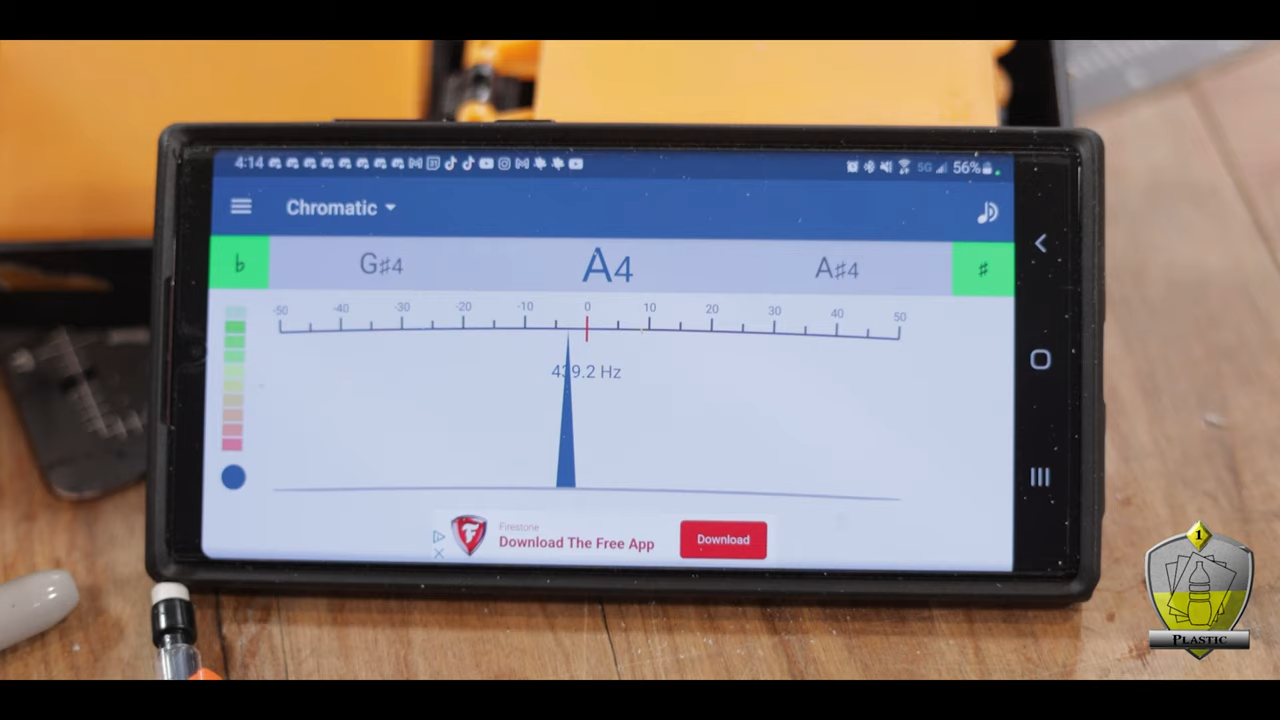 4:14 5G 56%
Chromatic
♭ G♯4 A4 A♯4 ♯
-50 -40 -30 -20 -10 0 10 20 30 40 50
439.2 Hz
Firestone
Download The Free App
Download
1
PLASTIC